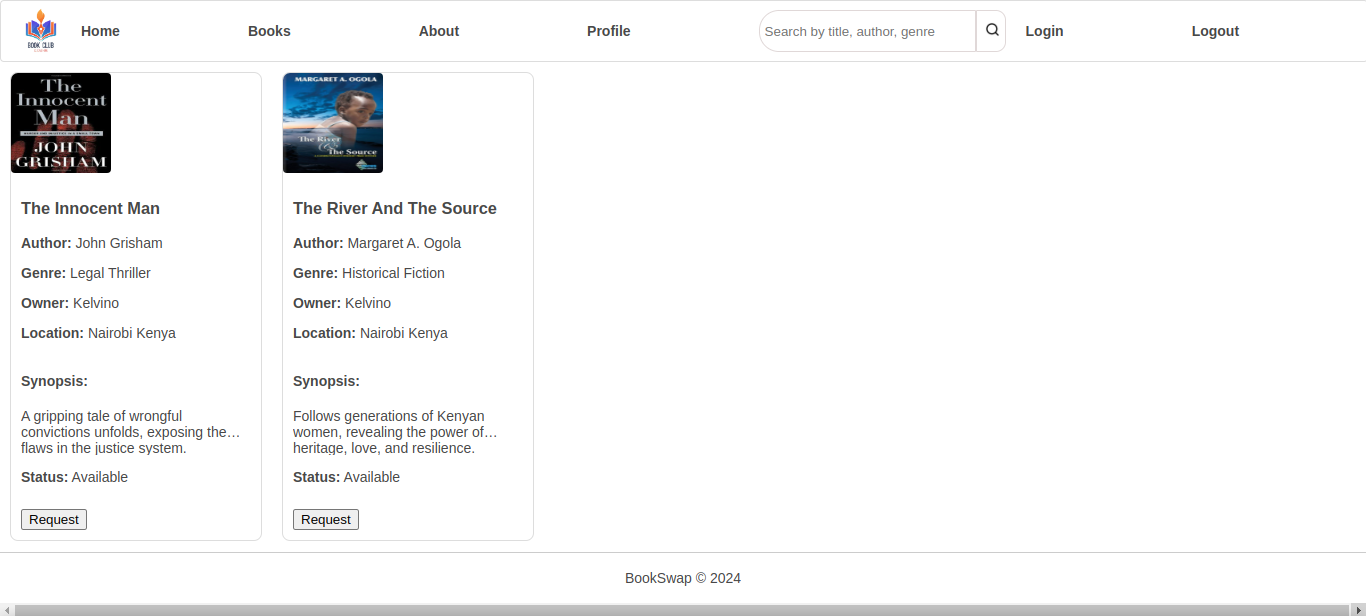 BOOK CLUB
Home
Books
About
Profile
Search by title, author, genre
Login
Logout
The
Innocent
Man
JOHN
GRISHAM
The Innocent Man
Author: John Grisham
Genre: Legal Thriller
Owner: Kelvino
Location: Nairobi Kenya
Synopsis:
A gripping tale of wrongful
convictions unfolds, exposing the…
flaws in the justice system.
Status: Available
Request
MARGARET A. OGOLA
The River
&
The Source
The River And The Source
Author: Margaret A. Ogola
Genre: Historical Fiction
Owner: Kelvino
Location: Nairobi Kenya
Synopsis:
Follows generations of Kenyan
women, revealing the power of…
heritage, love, and resilience.
Status: Available
Request
BookSwap © 2024